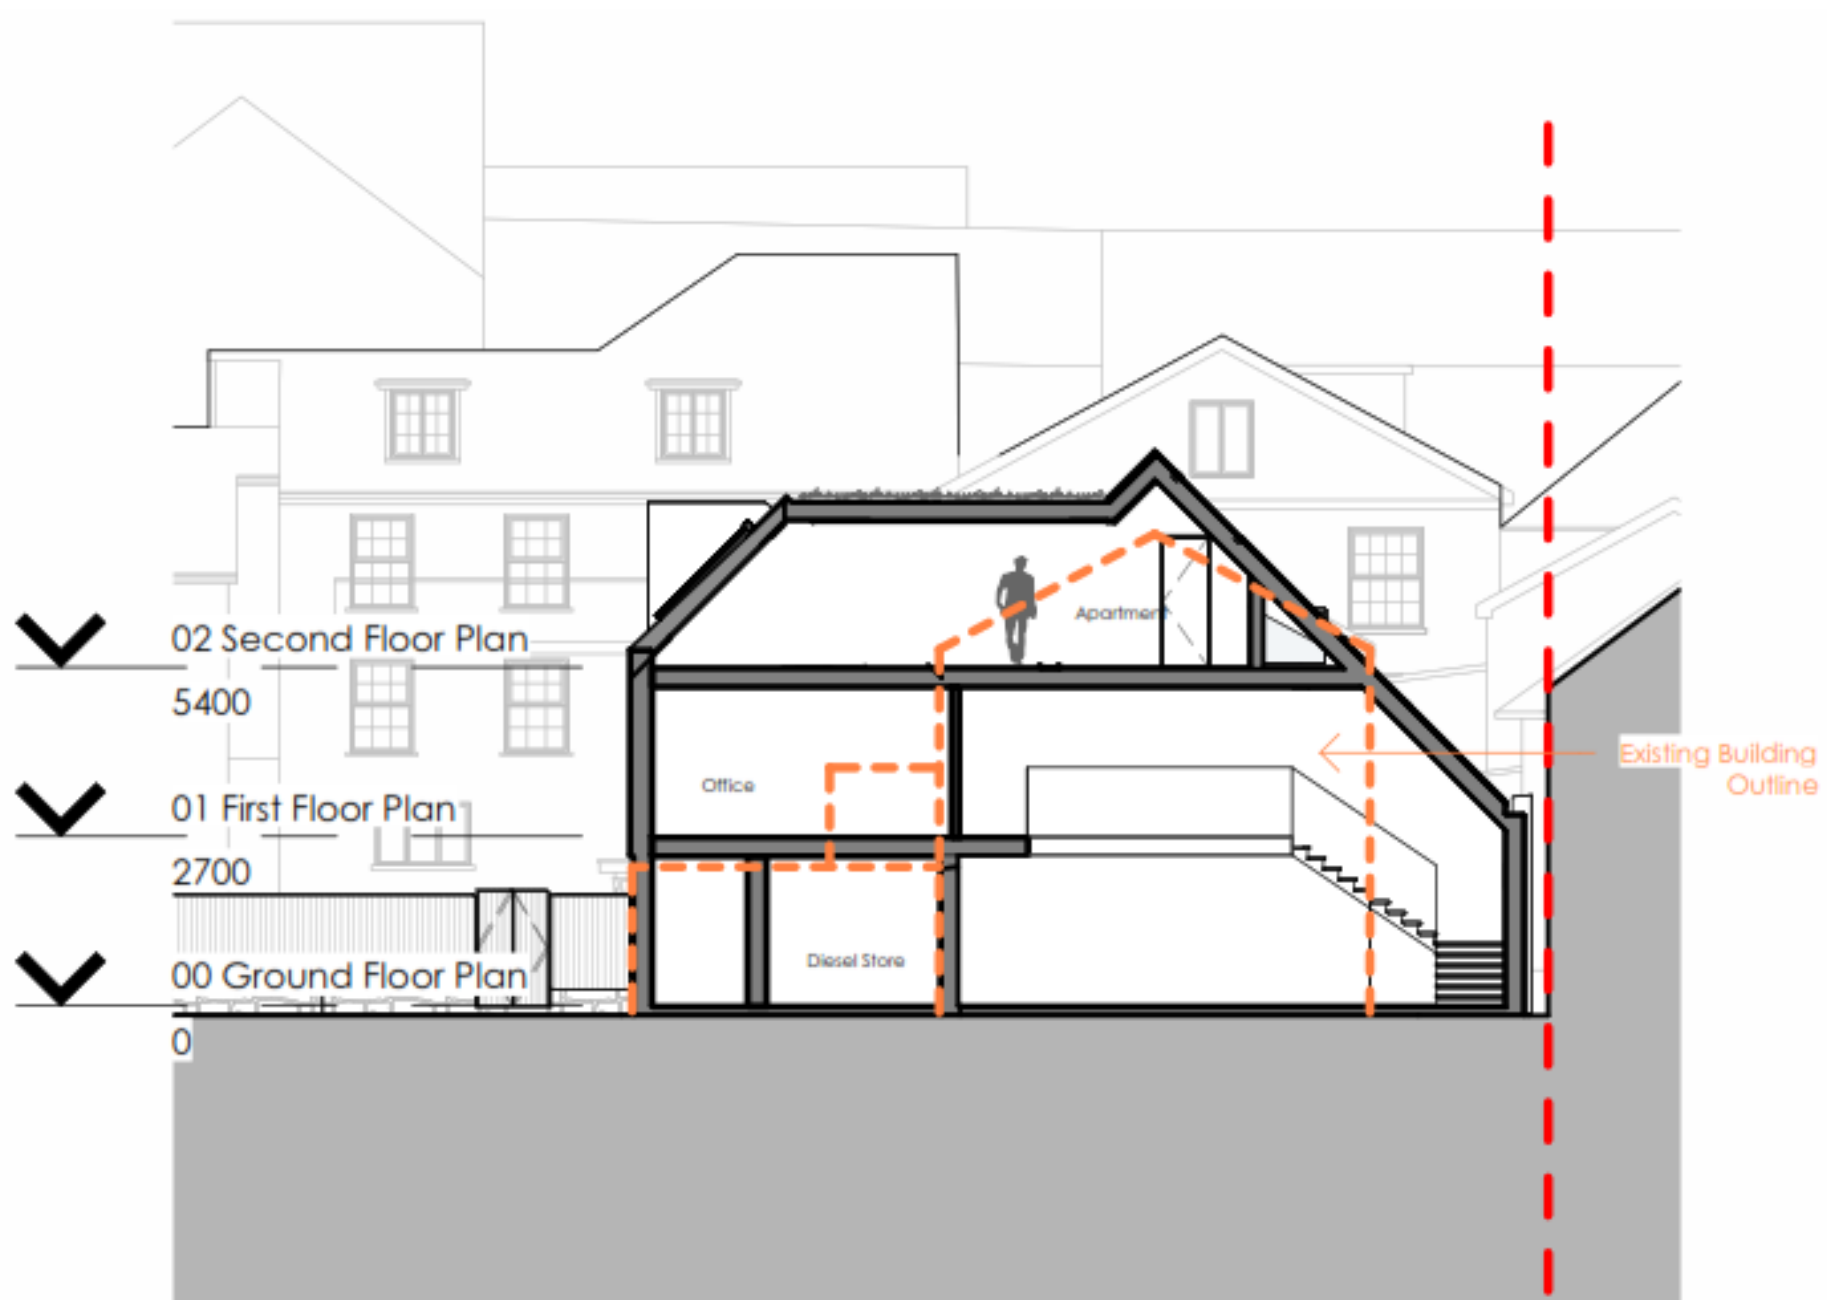 02 Second Floor Plan
5400
Apartment
Existing Building
Outline
Office
01 First Floor Plan
2700
Diesel Store
00 Ground Floor Plan
0